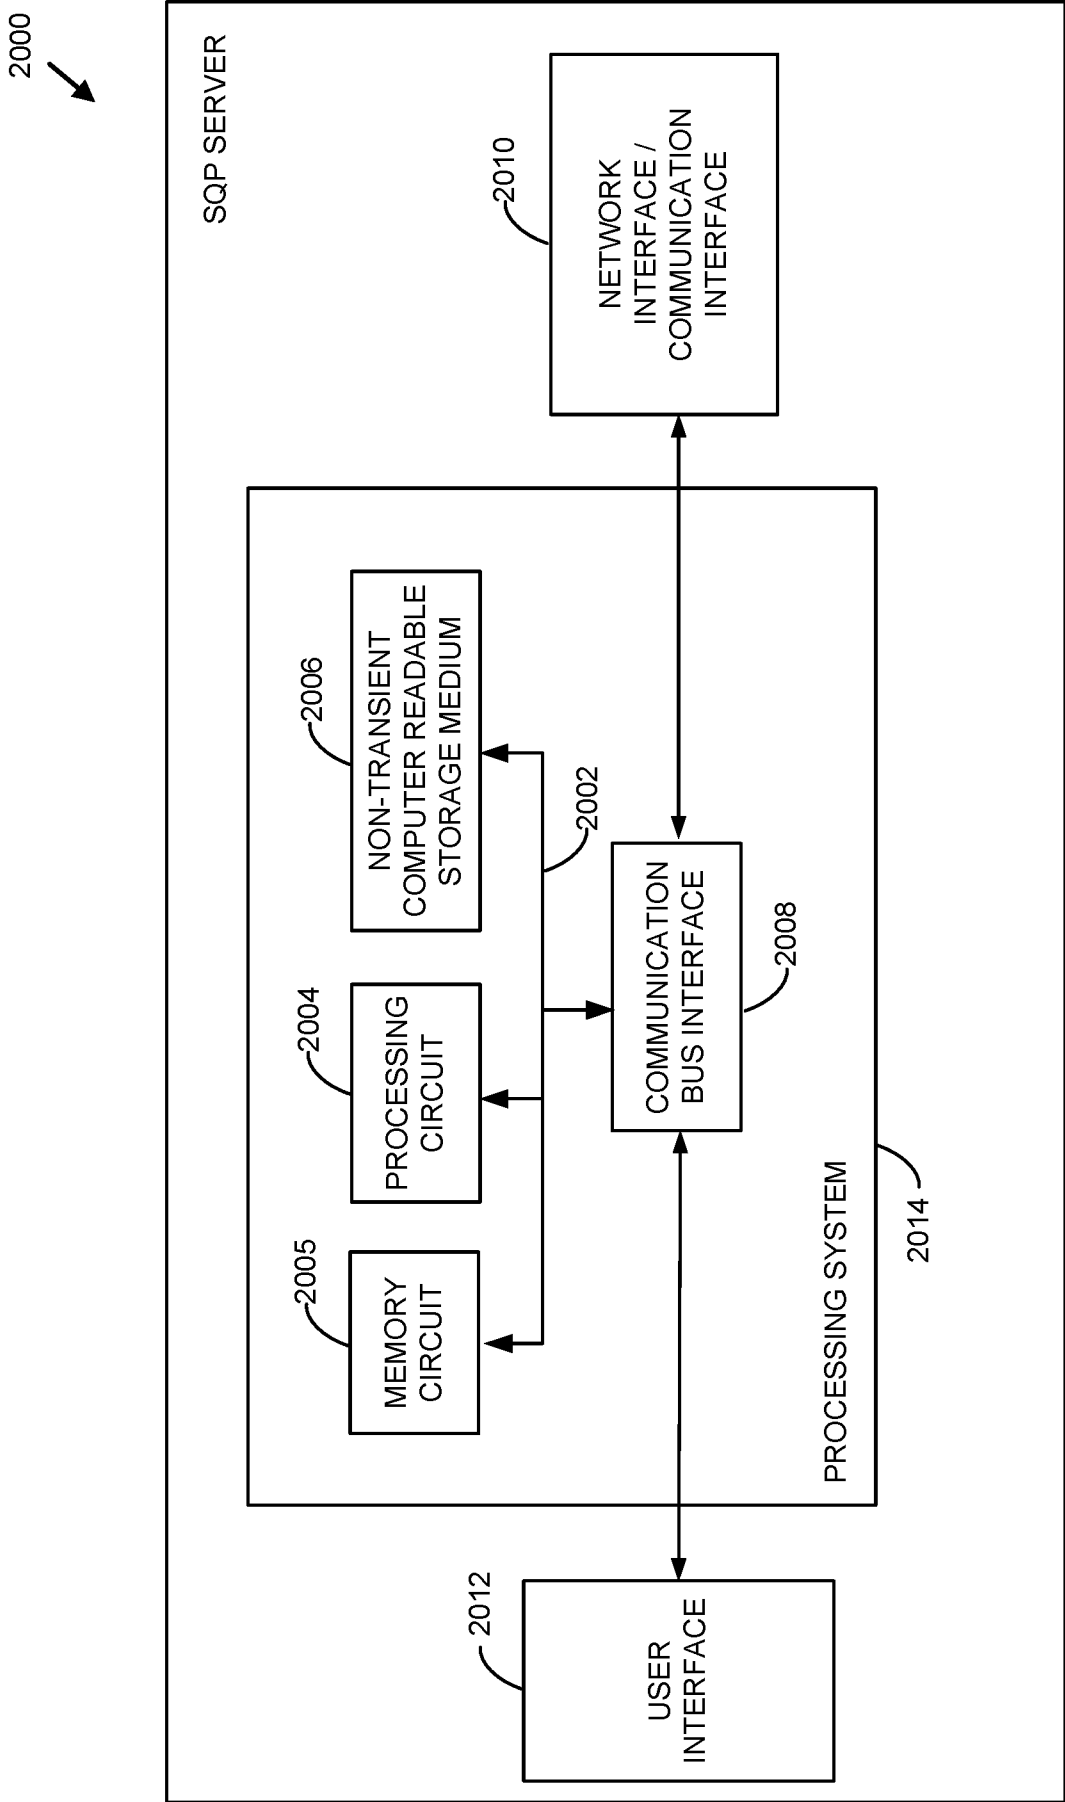 2000
SQP SERVER
2006
NON-TRANSIENT
COMPUTER READABLE
STORAGE MEDIUM
2004
PROCESSING
CIRCUIT
2005
MEMORY
CIRCUIT
2002
2010
NETWORK
INTERFACE /
COMMUNICATION
INTERFACE
COMMUNICATION
BUS INTERFACE
2008
2012
USER
INTERFACE
PROCESSING SYSTEM
2014